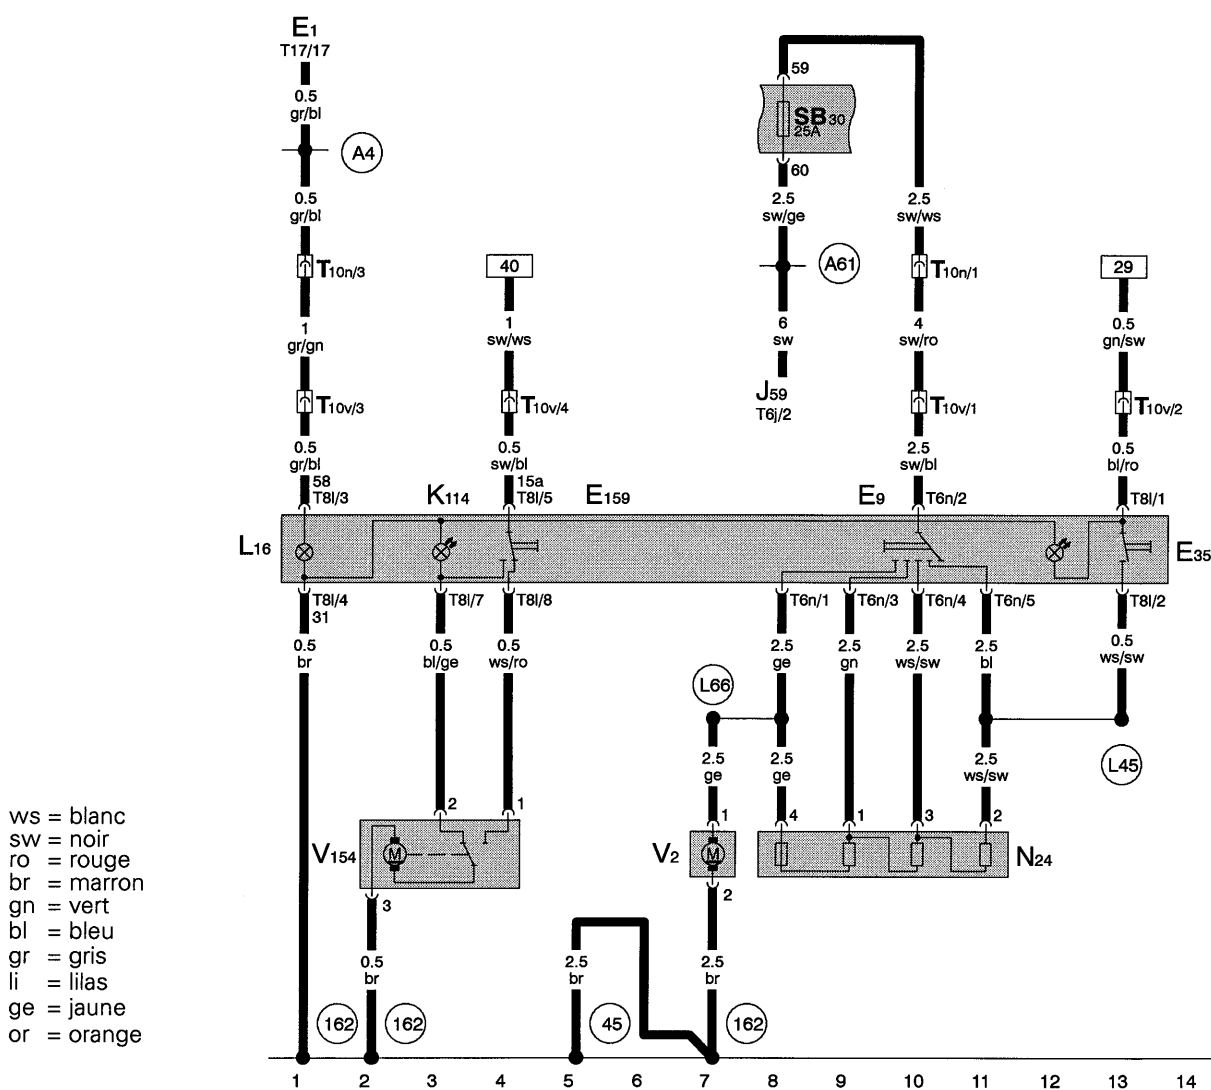 E1
T17/17
0.5
gr/bl
A4
0.5
gr/bl
T10n/3
1
gr/gn
T10v/3
0.5
gr/bl
58
T8l/3
40
1
sw/ws
T10v/4
0.5
sw/bl
15a
T8l/5
59
SB30
25A
60
2.5
sw/ge
A61
6
sw
J59
T6j/2
2.5
sw/ws
T10n/1
4
sw/ro
T10v/1
2.5
sw/bl
T6n/2
29
0.5
gn/sw
T10v/2
0.5
bl/ro
T8l/1
K114
E159
E9
L16
E35
T8l/4
31
0.5
br
T8l/7
0.5
bl/ge
T8l/8
0.5
ws/ro
T6n/1
2.5
ge
T6n/3
2.5
gn
T6n/4
2.5
ws/sw
T6n/5
2.5
bl
T8l/2
0.5
ws/sw
L66
2.5
ge
2.5
ge
2.5
ws/sw
L45
2
1
1
4
1
3
2
V154
M
V2
M
N24
3
2
0.5
br
2.5
br
2.5
br
162
162
45
162
1 2 3 4 5 6 7 8 9 10 11 12 13 14
ws = blanc
sw = noir
ro = rouge
br = marron
gn = vert
bl = bleu
gr = gris
li = lilas
ge = jaune
or = orange